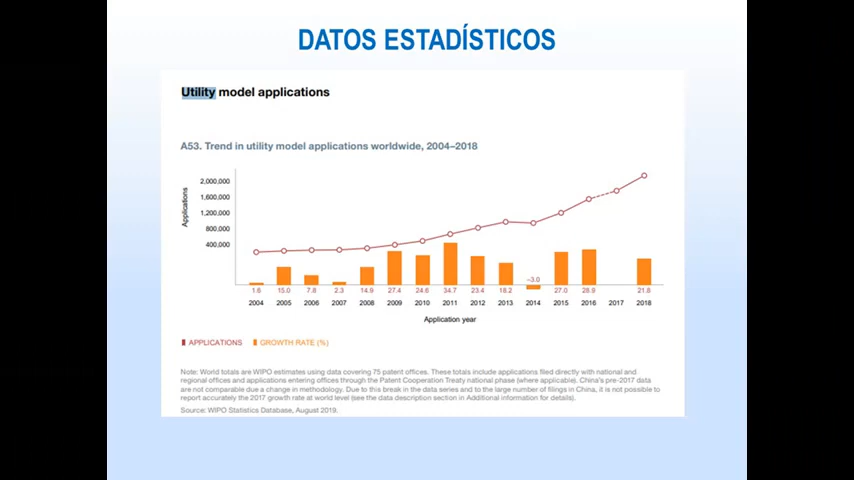 DATOS ESTADÍSTICOS
Utility model applications
A53. Trend in utility model applications worldwide, 2004–2018
Applications
2,000,000
1,600,000
1,200,000
800,000
400,000
1.6 15.0 7.8 2.3 14.9 27.4 24.6 34.7 23.4 18.2 –3.0 27.0 28.9 21.8
2004 2005 2006 2007 2008 2009 2010 2011 2012 2013 2014 2015 2016 2017 2018
Application year
APPLICATIONS GROWTH RATE (%)
Note: World totals are WIPO estimates using data covering 75 patent offices. These totals include applications filed directly with national and
regional offices and applications entering offices through the Patent Cooperation Treaty national phase (where applicable). China's pre-2017 data
are not comparable due a change in methodology. Due to this break in the data series and to the large number of filings in China, it is not possible to
report accurately the 2017 growth rate at world level (see the data description section in Additional information for details).
Source: WIPO Statistics Database, August 2019.